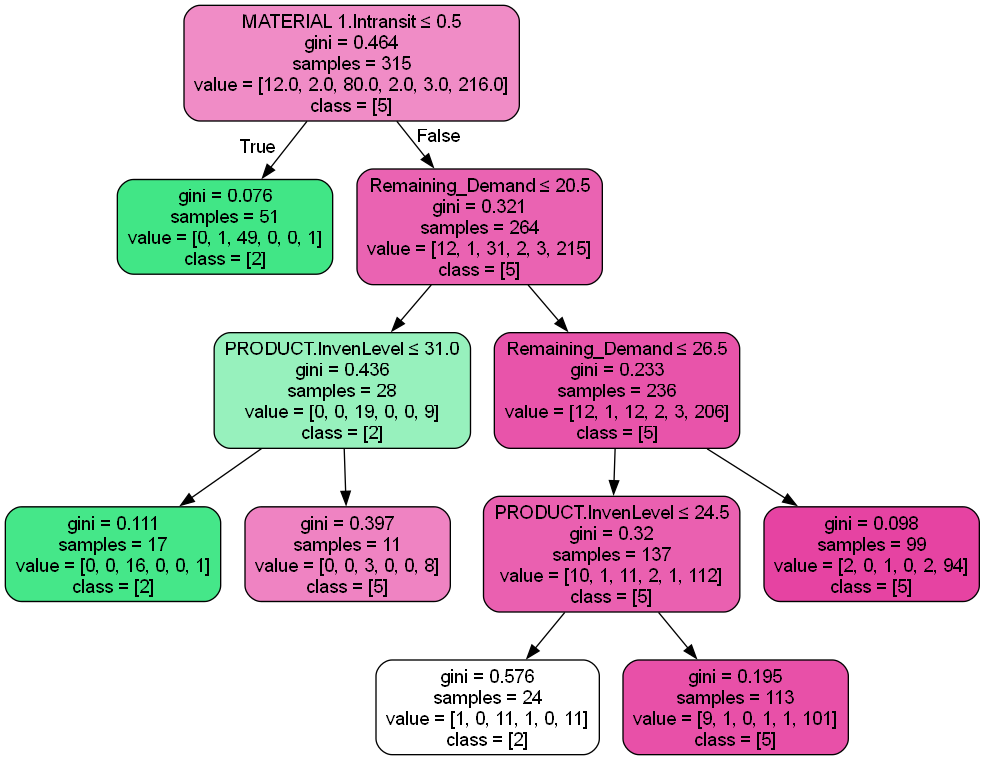 MATERIAL 1.Intransit ≤ 0.5
gini = 0.464
samples = 315
value = [12.0, 2.0, 80.0, 2.0, 3.0, 216.0]
class = [5]
True
False
gini = 0.076
samples = 51
value = [0, 1, 49, 0, 0, 1]
class = [2]
Remaining_Demand ≤ 20.5
gini = 0.321
samples = 264
value = [12, 1, 31, 2, 3, 215]
class = [5]
PRODUCT.InvenLevel ≤ 31.0
gini = 0.436
samples = 28
value = [0, 0, 19, 0, 0, 9]
class = [2]
Remaining_Demand ≤ 26.5
gini = 0.233
samples = 236
value = [12, 1, 12, 2, 3, 206]
class = [5]
gini = 0.111
samples = 17
value = [0, 0, 16, 0, 0, 1]
class = [2]
gini = 0.397
samples = 11
value = [0, 0, 3, 0, 0, 8]
class = [5]
PRODUCT.InvenLevel ≤ 24.5
gini = 0.32
samples = 137
value = [10, 1, 11, 2, 1, 112]
class = [5]
gini = 0.098
samples = 99
value = [2, 0, 1, 0, 2, 94]
class = [5]
gini = 0.576
samples = 24
value = [1, 0, 11, 1, 0, 11]
class = [2]
gini = 0.195
samples = 113
value = [9, 1, 0, 1, 1, 101]
class = [5]